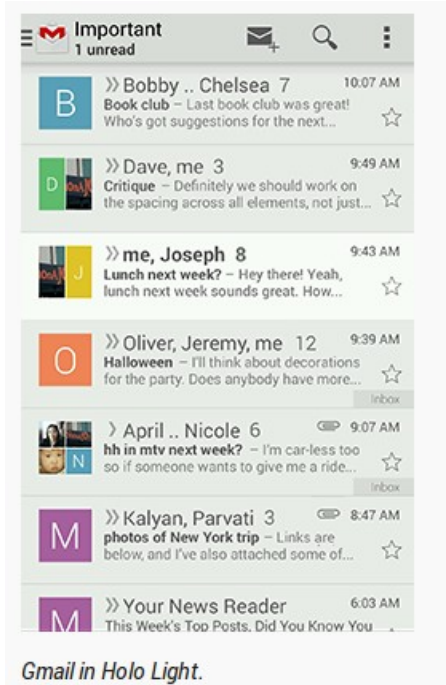 Important
1 unread
B
Bobby .. Chelsea 7 10:07 AM
Book club – Last book club was great!
Who's got suggestions for the next...
D
Dave, me 3 9:49 AM
Critique – Definitely we should work on
the spacing across all elements, not just...
J
me, Joseph 8 9:43 AM
Lunch next week? – Hey there! Yeah,
lunch next week sounds great. How...
O
Oliver, Jeremy, me 12 9:39 AM
Halloween – I'll think about decorations
for the party. Does anybody have more...
Inbox
N
April .. Nicole 6 9:07 AM
hh in mtv next week? – I'm car-less too
so if someone wants to give me a ride...
Inbox
M
Kalyan, Parvati 3 8:47 AM
photos of New York trip – Links are
below, and I've also attached some of...
M
Your News Reader 6:03 AM
This Week's Top Posts. Did You Know You
Gmail in Holo Light.